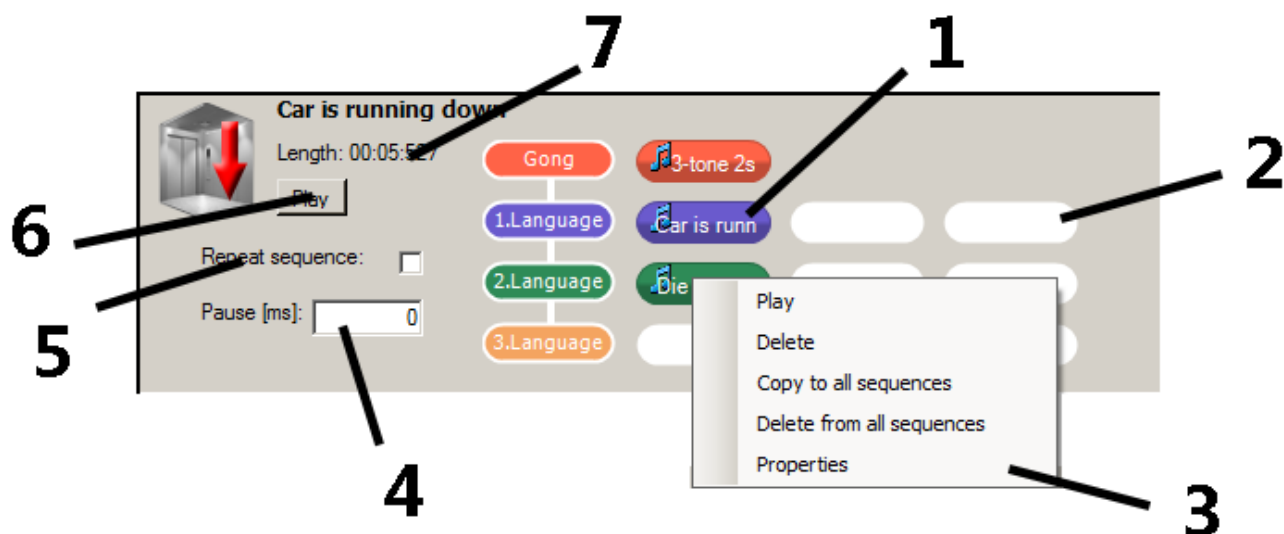 7
1
Car is running down
Length: 00:05:527
Gong
3-tone 2s
2
Play
1.Language
Car is runn
6
Repeat sequence:
2.Language
Die
Play
5
Pause [ms]:
0
Delete
3.Language
Copy to all sequences
Delete from all sequences
4
Properties
3